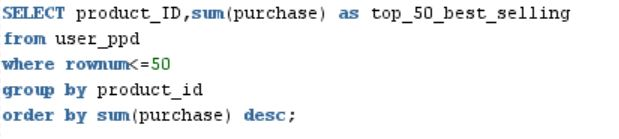 SELECT product_ID,sum(purchase) as top_50_best_selling
from user_ppd
where rownum<=50
group by product_id
order by sum(purchase) desc;